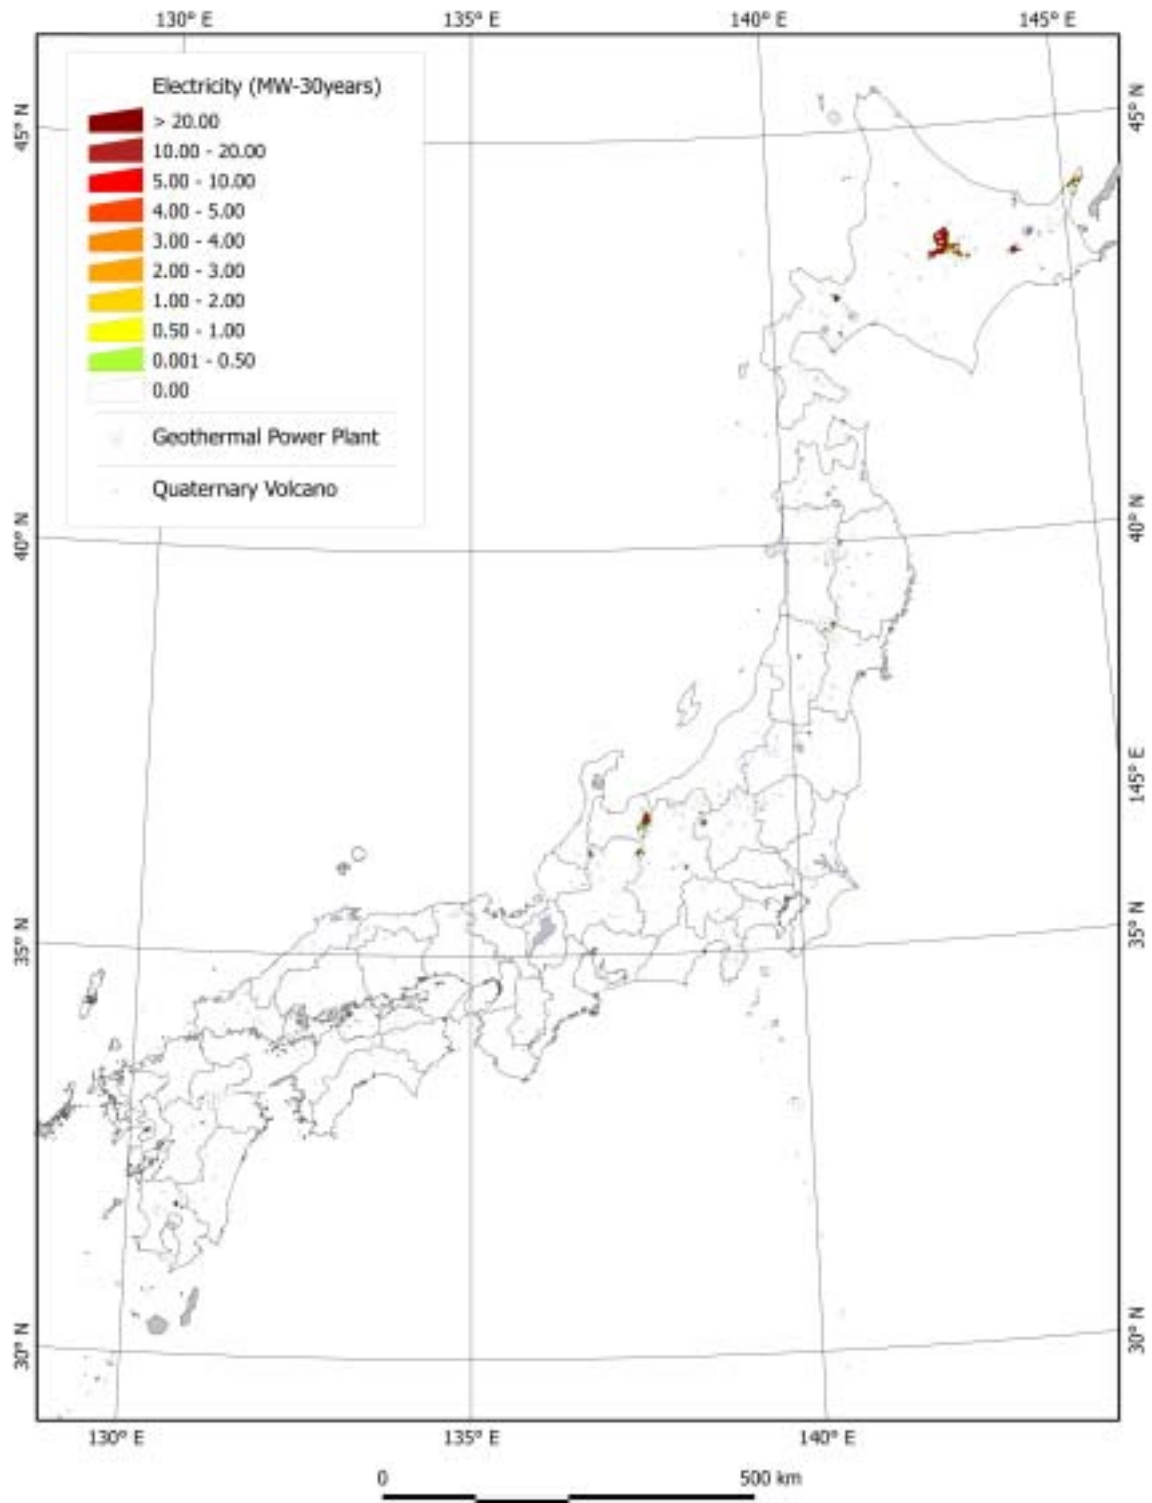 130° E 135° E 140° E 145° E
Electricity (MW-30years)
> 20.00
10.00 - 20.00
5.00 - 10.00
4.00 - 5.00
3.00 - 4.00
2.00 - 3.00
1.00 - 2.00
0.50 - 1.00
0.001 - 0.50
0.00
Geothermal Power Plant
Quaternary Volcano
45° N
45° N
40° N
40° N
145° E
35° N
35° N
30° N
30° N
130° E 135° E 140° E
0 500 km